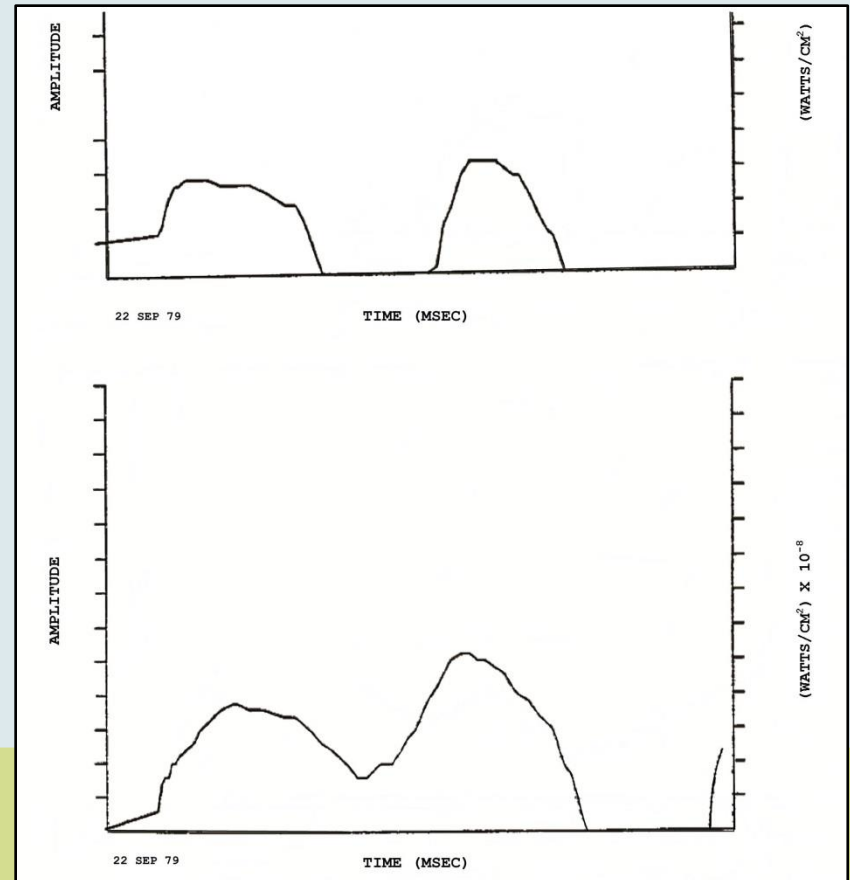 AMPLITUDE
(WATTS/CM²)
22 SEP 79
TIME (MSEC)
AMPLITUDE
(WATTS/CM²) X 10⁻⁸
22 SEP 79
TIME (MSEC)